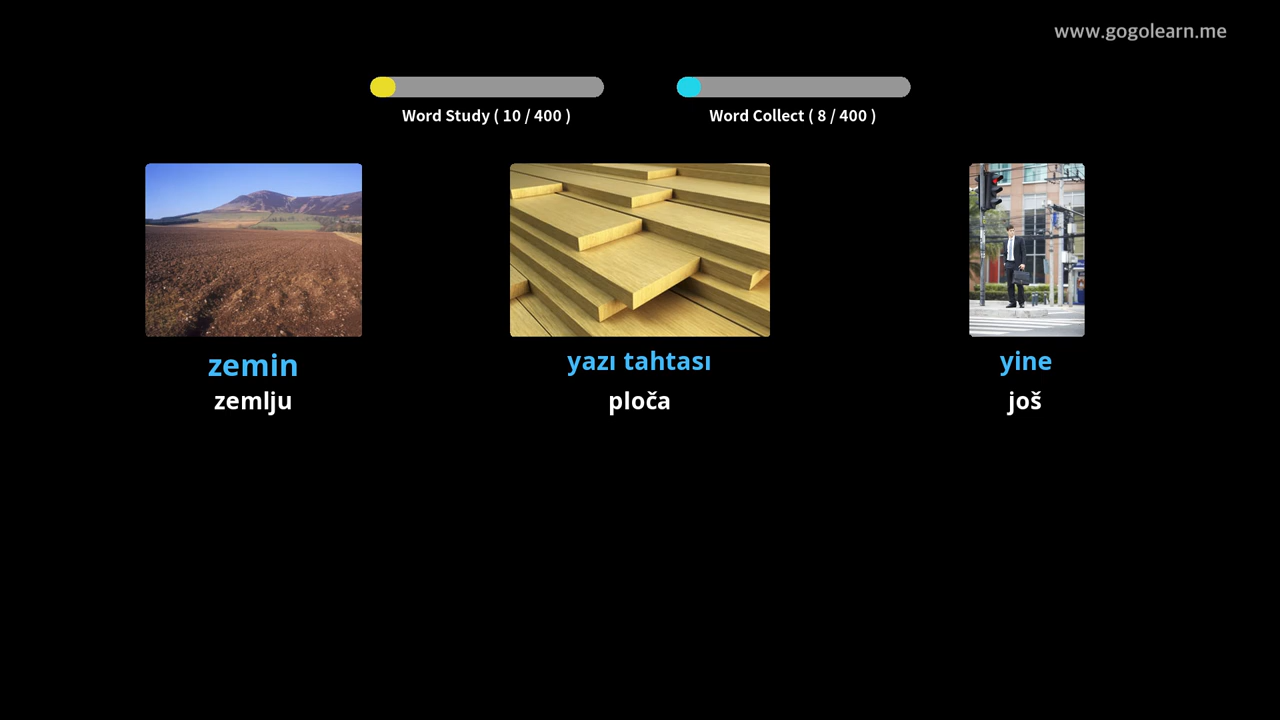 www.gogolearn.me
Word Study ( 10 / 400 )
Word Collect ( 8 / 400 )
zemin
zemlju
yazı tahtası
ploča
yine
još